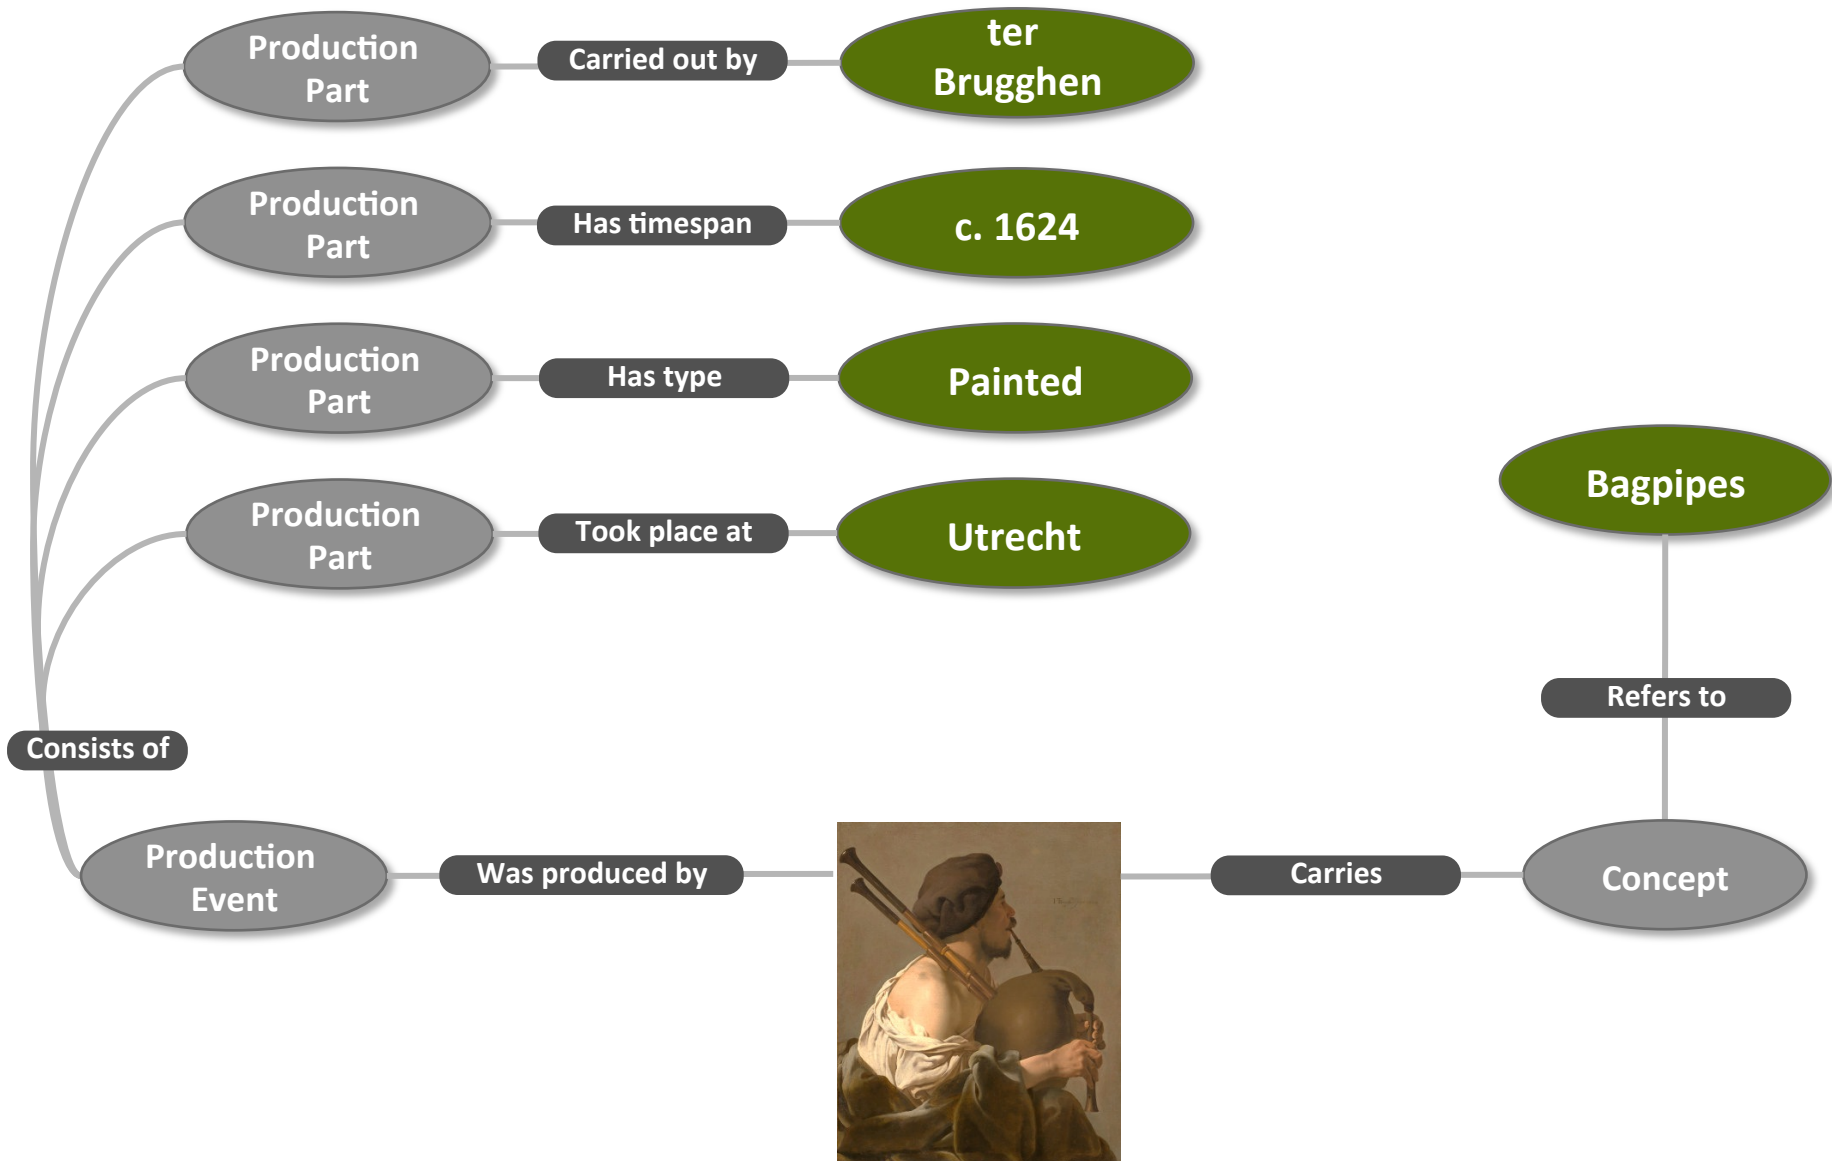 Production
Part
Carried out by
ter
Brugghen
Production
Part
Has timespan
c. 1624
Production
Part
Has type
Painted
Production
Part
Took place at
Utrecht
Bagpipes
Refers to
Consists of
Production
Event
Was produced by
Carries
Concept